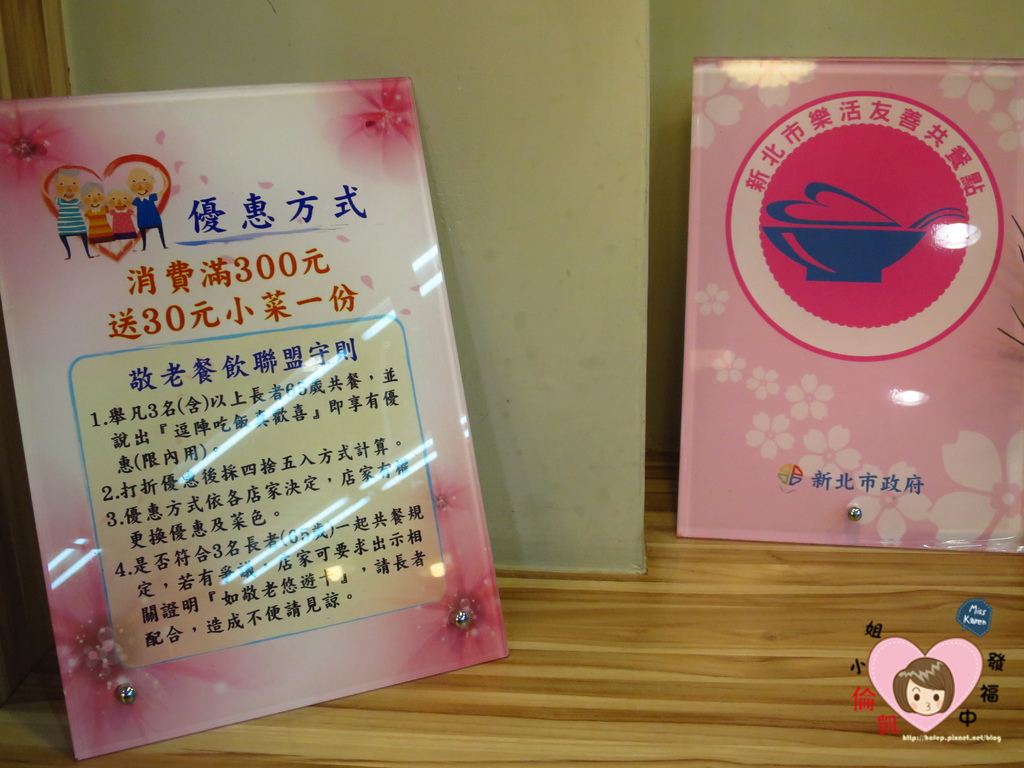 優惠方式
消費滿300元
送30元小菜一份
敬老餐飲聯盟守則
1.舉凡3名(含)以上長者65歲共餐，並
說出『逗陣吃飯真歡喜』即享有優
惠(限內用)。
2.打折優惠後採四捨五入方式計算。
3.優惠方式依各店家決定，店家有權
更換優惠及菜色。
4.是否符合3名長者(65歲)一起共餐規
定，若有爭議，店家可要求出示相
關證明『如敬老悠遊卡』，請長者
配合，造成不便請見諒。
新北市樂活友善共餐點
新北市政府
Miss
Karen
小姐
倫凱
發福中
http://hofep.pixnet.net/blog